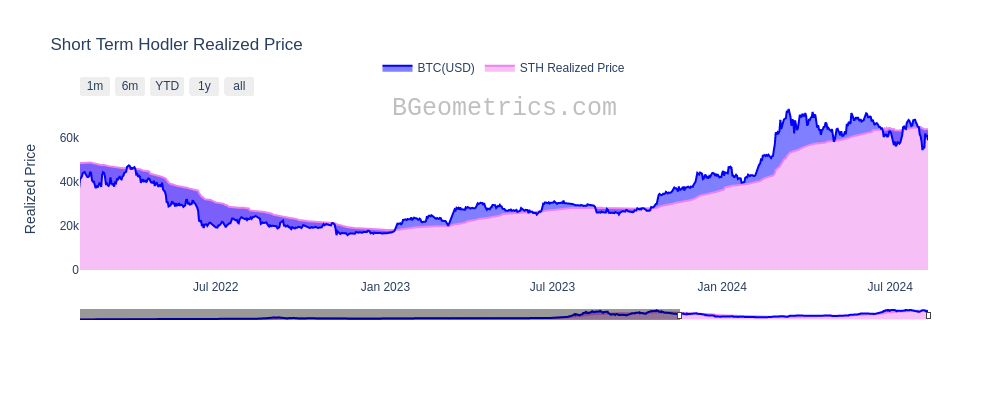 Short Term Hodler Realized Price
BTC(USD) STH Realized Price
1m 6m YTD 1y all
BGeometrics.com
Realized Price
60k
40k
20k
0
Jul 2022 Jan 2023 Jul 2023 Jan 2024 Jul 2024